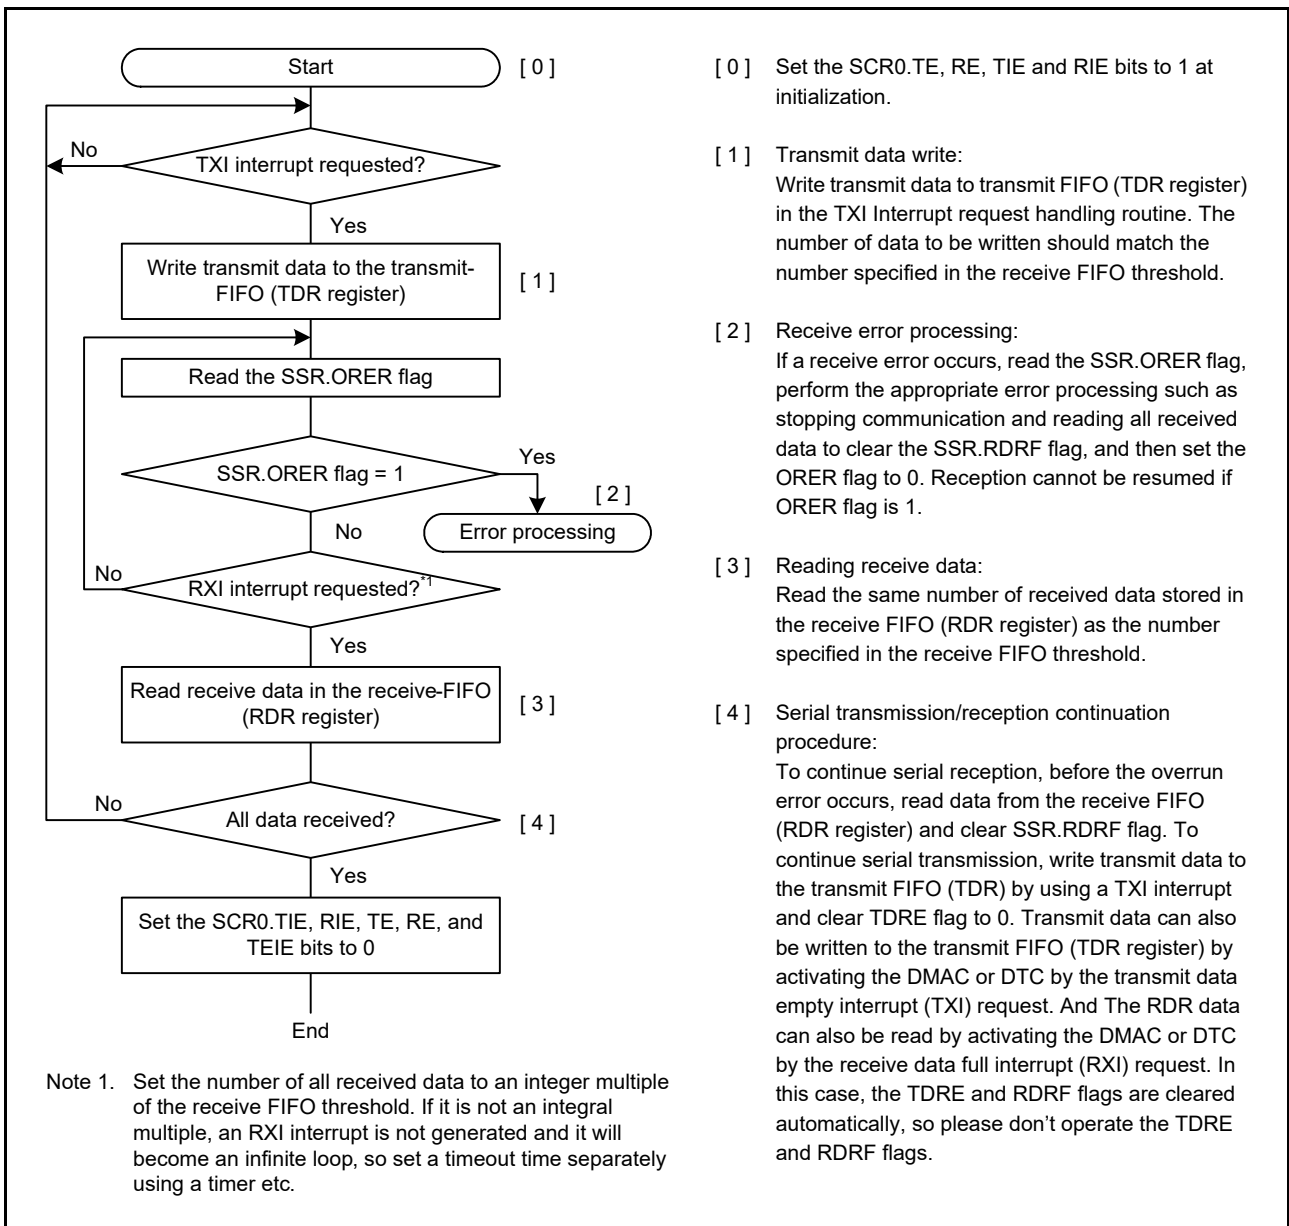 Start
[ 0 ]
No
TXI interrupt requested?
Yes
Write transmit data to the transmit-
FIFO (TDR register)
[ 1 ]
Read the SSR.ORER flag
SSR.ORER flag = 1
Yes
[ 2 ]
No
Error processing
No
RXI interrupt requested?*1
Yes
Read receive data in the receive-FIFO
(RDR register)
[ 3 ]
No
All data received?
[ 4 ]
Yes
Set the SCR0.TIE, RIE, TE, RE, and
TEIE bits to 0
End
Note 1. Set the number of all received data to an integer multiple
of the receive FIFO threshold. If it is not an integral
multiple, an RXI interrupt is not generated and it will
become an infinite loop, so set a timeout time separately
using a timer etc.
[ 0 ] Set the SCR0.TE, RE, TIE and RIE bits to 1 at
initialization.
[ 1 ] Transmit data write:
Write transmit data to transmit FIFO (TDR register)
in the TXI Interrupt request handling routine. The
number of data to be written should match the
number specified in the receive FIFO threshold.
[ 2 ] Receive error processing:
If a receive error occurs, read the SSR.ORER flag,
perform the appropriate error processing such as
stopping communication and reading all received
data to clear the SSR.RDRF flag, and then set the
ORER flag to 0. Reception cannot be resumed if
ORER flag is 1.
[ 3 ] Reading receive data:
Read the same number of received data stored in
the receive FIFO (RDR register) as the number
specified in the receive FIFO threshold.
[ 4 ] Serial transmission/reception continuation
procedure:
To continue serial reception, before the overrun
error occurs, read data from the receive FIFO
(RDR register) and clear SSR.RDRF flag. To
continue serial transmission, write transmit data to
the transmit FIFO (TDR) by using a TXI interrupt
and clear TDRE flag to 0. Transmit data can also
be written to the transmit FIFO (TDR register) by
activating the DMAC or DTC by the transmit data
empty interrupt (TXI) request. And The RDR data
can also be read by activating the DMAC or DTC
by the receive data full interrupt (RXI) request. In
this case, the TDRE and RDRF flags are cleared
automatically, so please don't operate the TDRE
and RDRF flags.